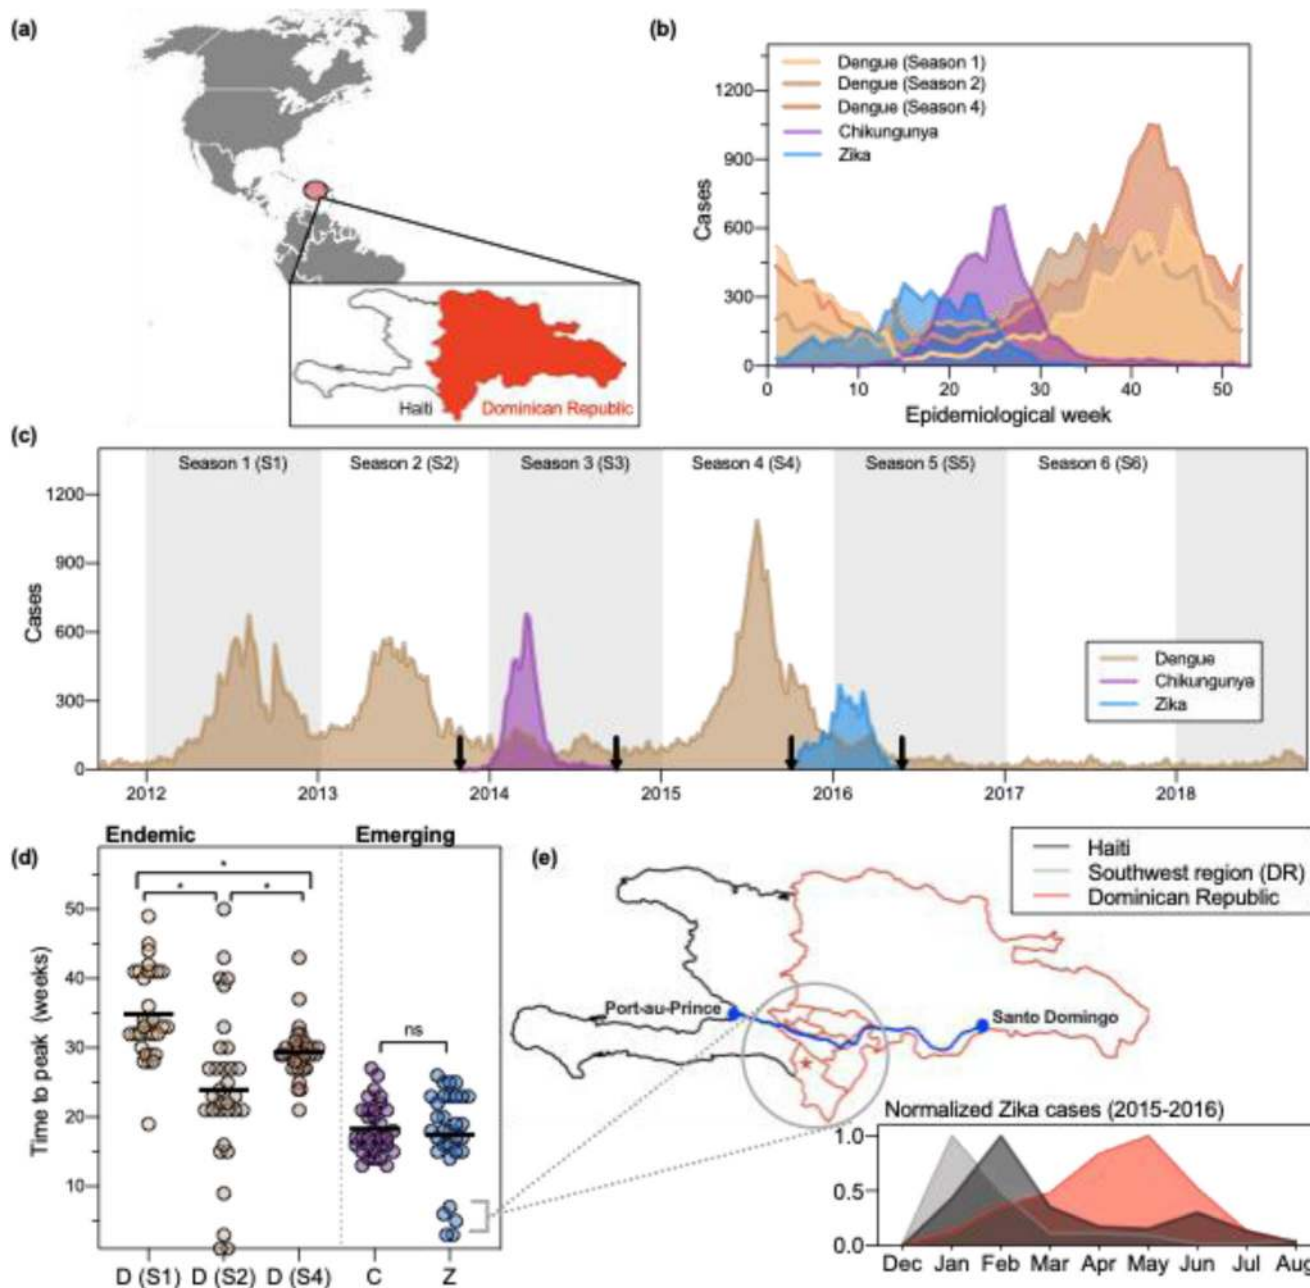 (a)
Haiti
Dominican Republic
(b)
Dengue (Season 1)
Dengue (Season 2)
Dengue (Season 4)
Chikungunya
Zika
Cases
1200
900
600
300
0
0 10 20 30 40 50
Epidemiological week
(c)
Season 1 (S1) Season 2 (S2) Season 3 (S3) Season 4 (S4) Season 5 (S5) Season 6 (S6)
Cases
1200
900
600
300
0
Dengue
Chikungunya
Zika
2012 2013 2014 2015 2016 2017 2018
(d)
Endemic Emerging
* 
* *
ns
Time to peak (weeks)
50
40
30
20
10
D (S1) D (S2) D (S4) C Z
(e)
Haiti
Southwest region (DR)
Dominican Republic
Port-au-Prince
Santo Domingo
Normalized Zika cases (2015-2016)
1.0
0.5
0.0
Dec Jan Feb Mar Apr May Jun Jul Aug